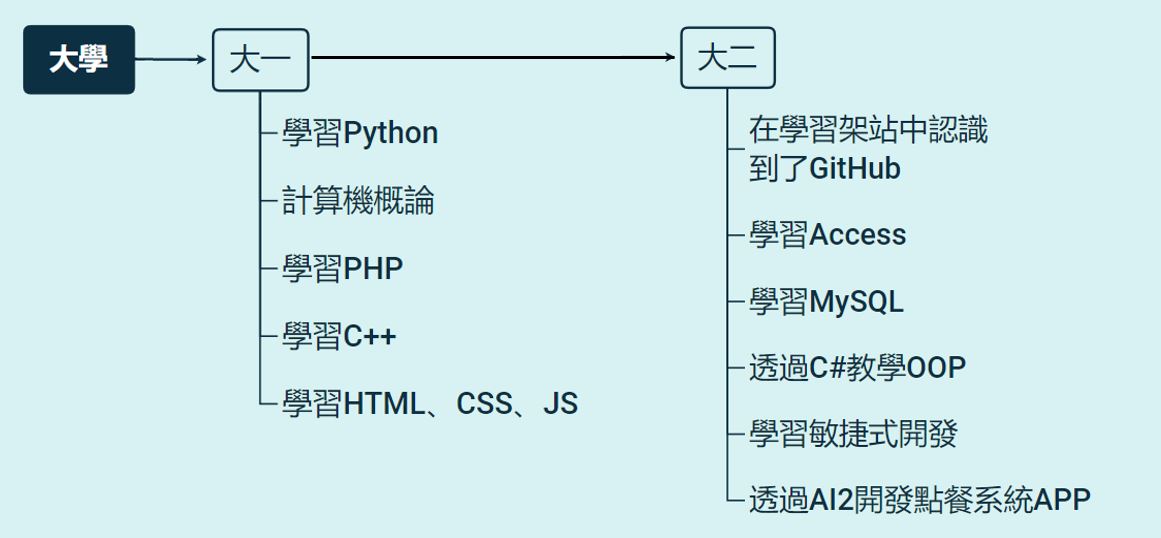 大學
大一
學習Python
計算機概論
學習PHP
學習C++
學習HTML、CSS、JS
大二
在學習架站中認識
到了GitHub
學習Access
學習MySQL
透過C#教學OOP
學習敏捷式開發
透過AI2開發點餐系統APP